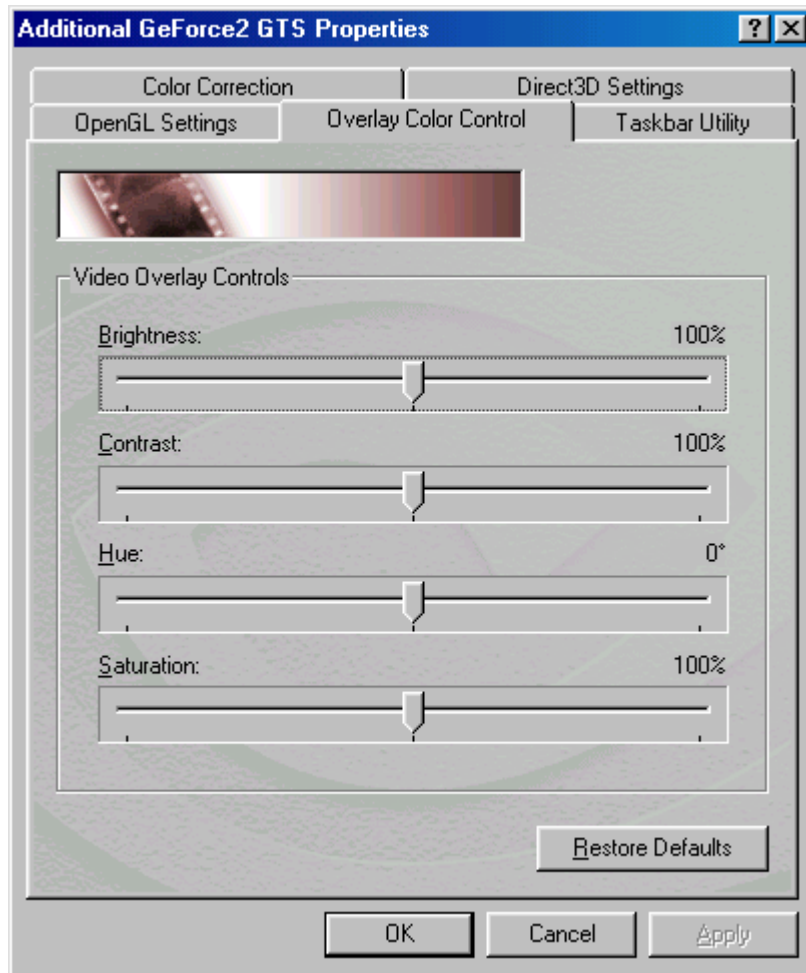 Additional GeForce2 GTS Properties
Color Correction Direct3D Settings
OpenGL Settings Overlay Color Control Taskbar Utility
Video Overlay Controls
Brightness: 100%
Contrast: 100%
Hue: 0°
Saturation: 100%
Restore Defaults
OK Cancel Apply